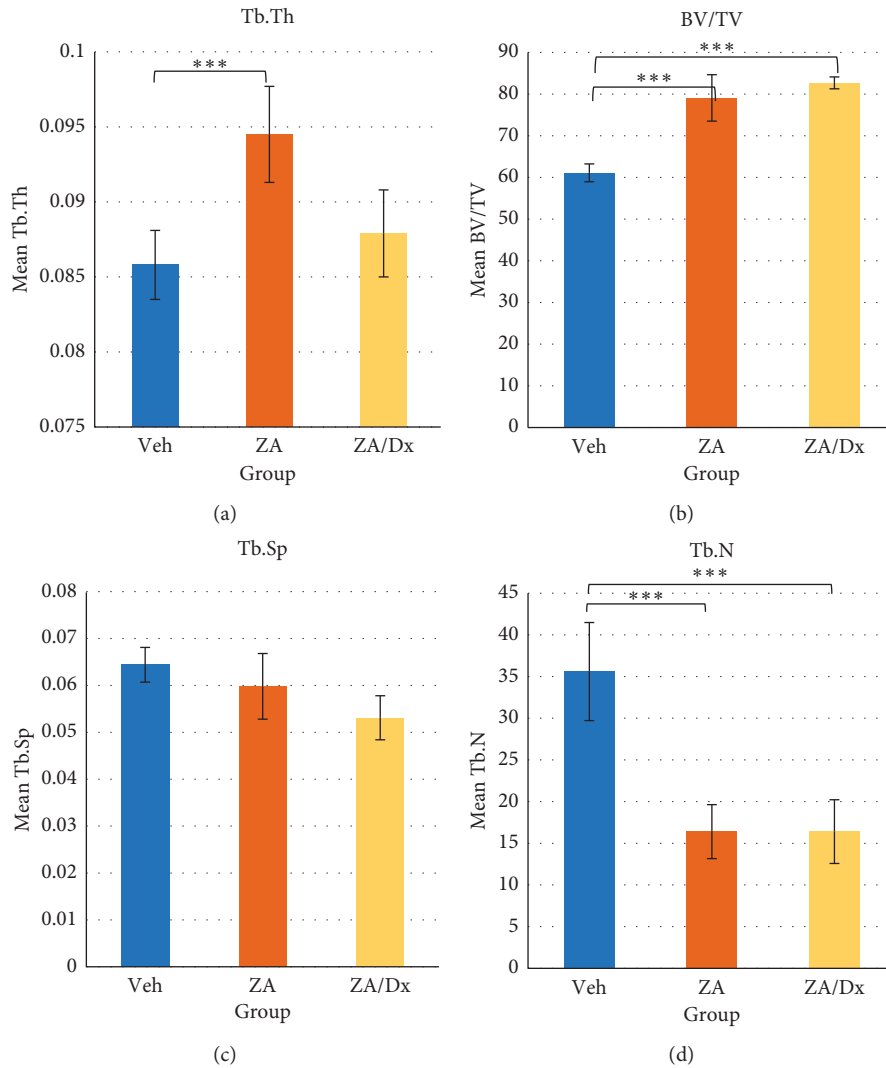 Tb.Th
0.1
0.095
0.09
0.085
0.08
0.075
Mean Tb.Th
***
Veh ZA ZA/Dx
Group
(a)
BV/TV
90
80
70
60
50
40
30
20
10
0
Mean BV/TV
***
***
Veh ZA ZA/Dx
Group
(b)
Tb.Sp
0.08
0.07
0.06
0.05
0.04
0.03
0.02
0.01
0
Mean Tb.Sp
Veh ZA ZA/Dx
Group
(c)
Tb.N
45
40
35
30
25
20
15
10
5
0
Mean Tb.N
***
***
Veh ZA ZA/Dx
Group
(d)